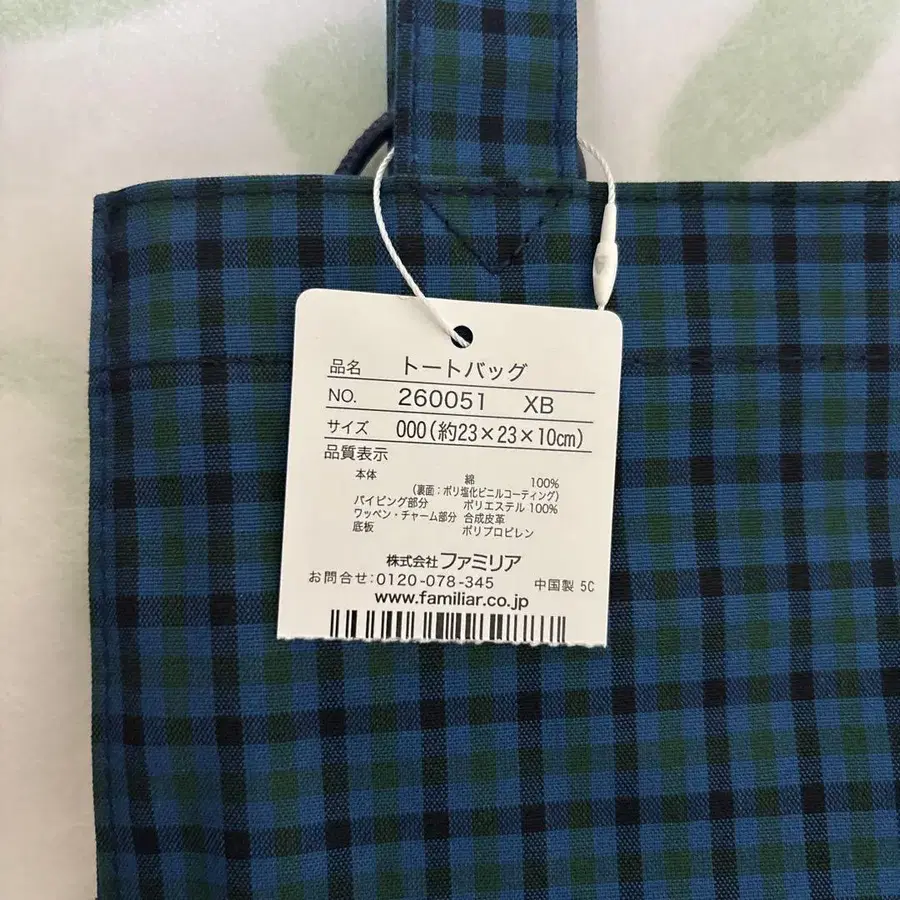 品名 トートバッグ
NO. 260051 XB
サイズ 000(約23×23×10cm)
品質表示
本体 綿 100%
(裏面:ポリ塩化ビニルコーティング)
パイピング部分 ポリエステル 100%
ワッペン・チャーム部分 合成皮革
底板 ポリプロピレン
株式会社ファミリア
お問合せ:0120-078-345 中国製 5C
www.familiar.co.jp